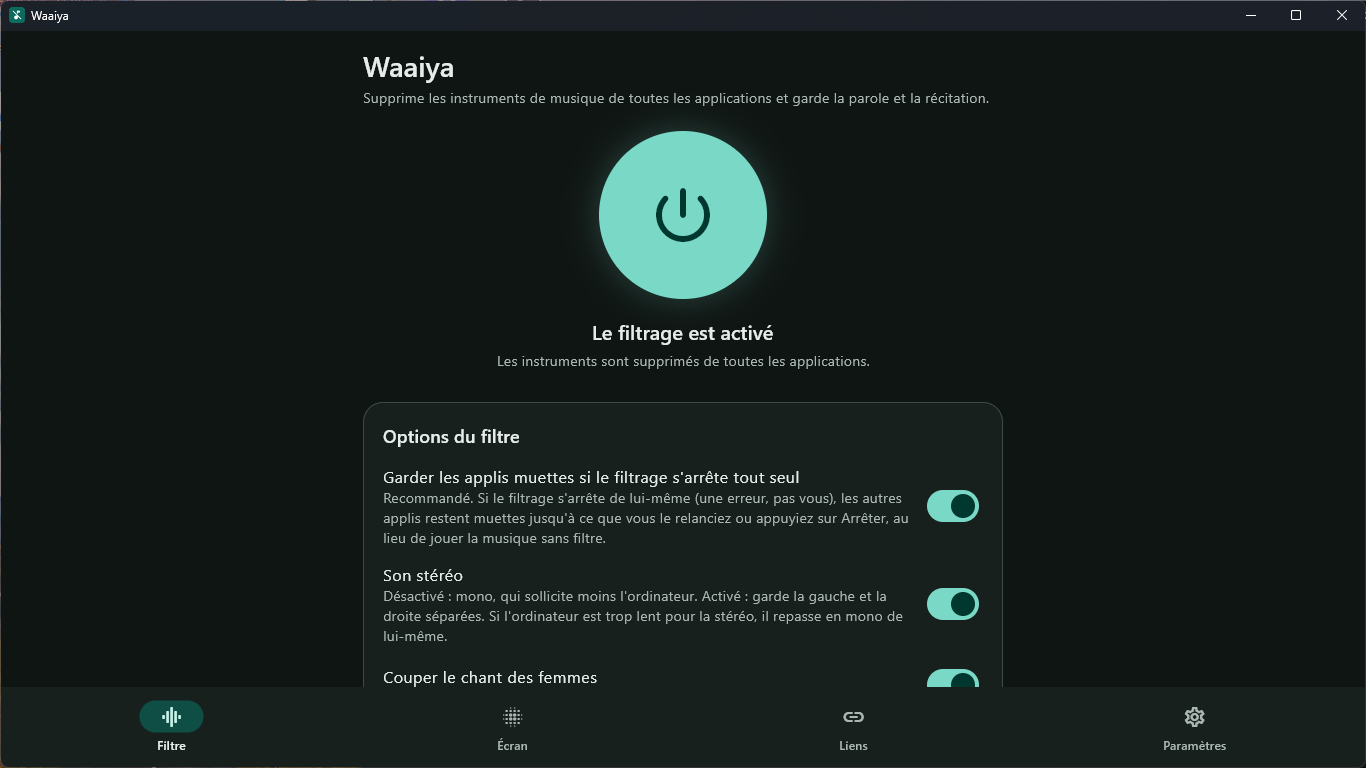 Waaiya
Waaiya
Supprime les instruments de musique de toutes les applications et garde la parole et la récitation.
Le filtrage est activé
Les instruments sont supprimés de toutes les applications.
Options du filtre
Garder les applis muettes si le filtrage s'arrête tout seul
Recommandé. Si le filtrage s'arrête de lui-même (une erreur, pas vous), les autres
applis restent muettes jusqu'à ce que vous le relanciez ou appuyiez sur Arrêter, au
lieu de jouer la musique sans filtre.
Son stéréo
Désactivé : mono, qui sollicite moins l'ordinateur. Activé : garde la gauche et la
droite séparées. Si l'ordinateur est trop lent pour la stéréo, il repasse en mono de
lui-même.
Couper le chant des femmes
Filtre
Écran
Liens
Paramètres